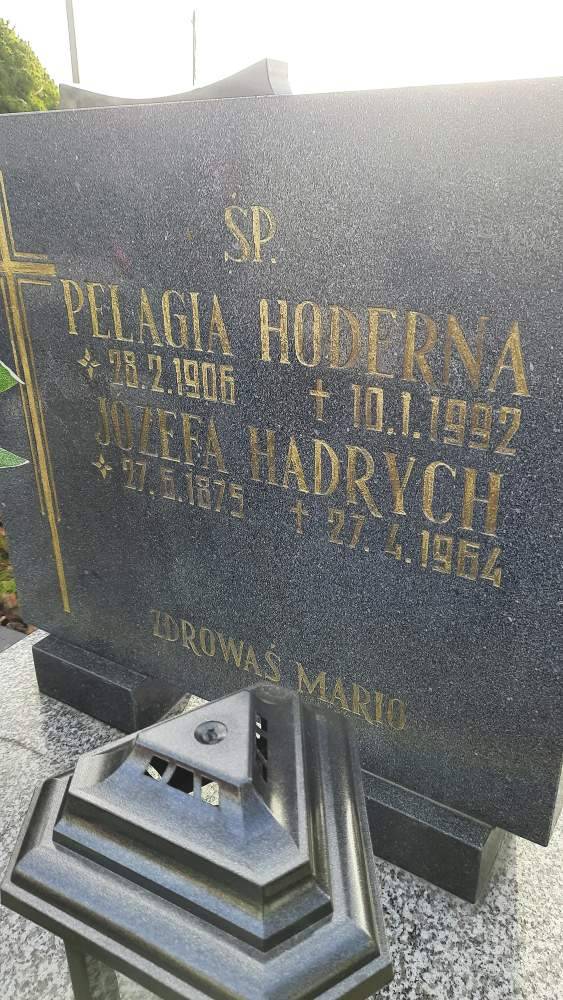 ŚP.
PELAGIA HODERNA
28.2.1906 † 10.1.1992
JÓZEFA HADRYCH
27.6.1875 † 27.4.1964
ZDROWAŚ MARIO